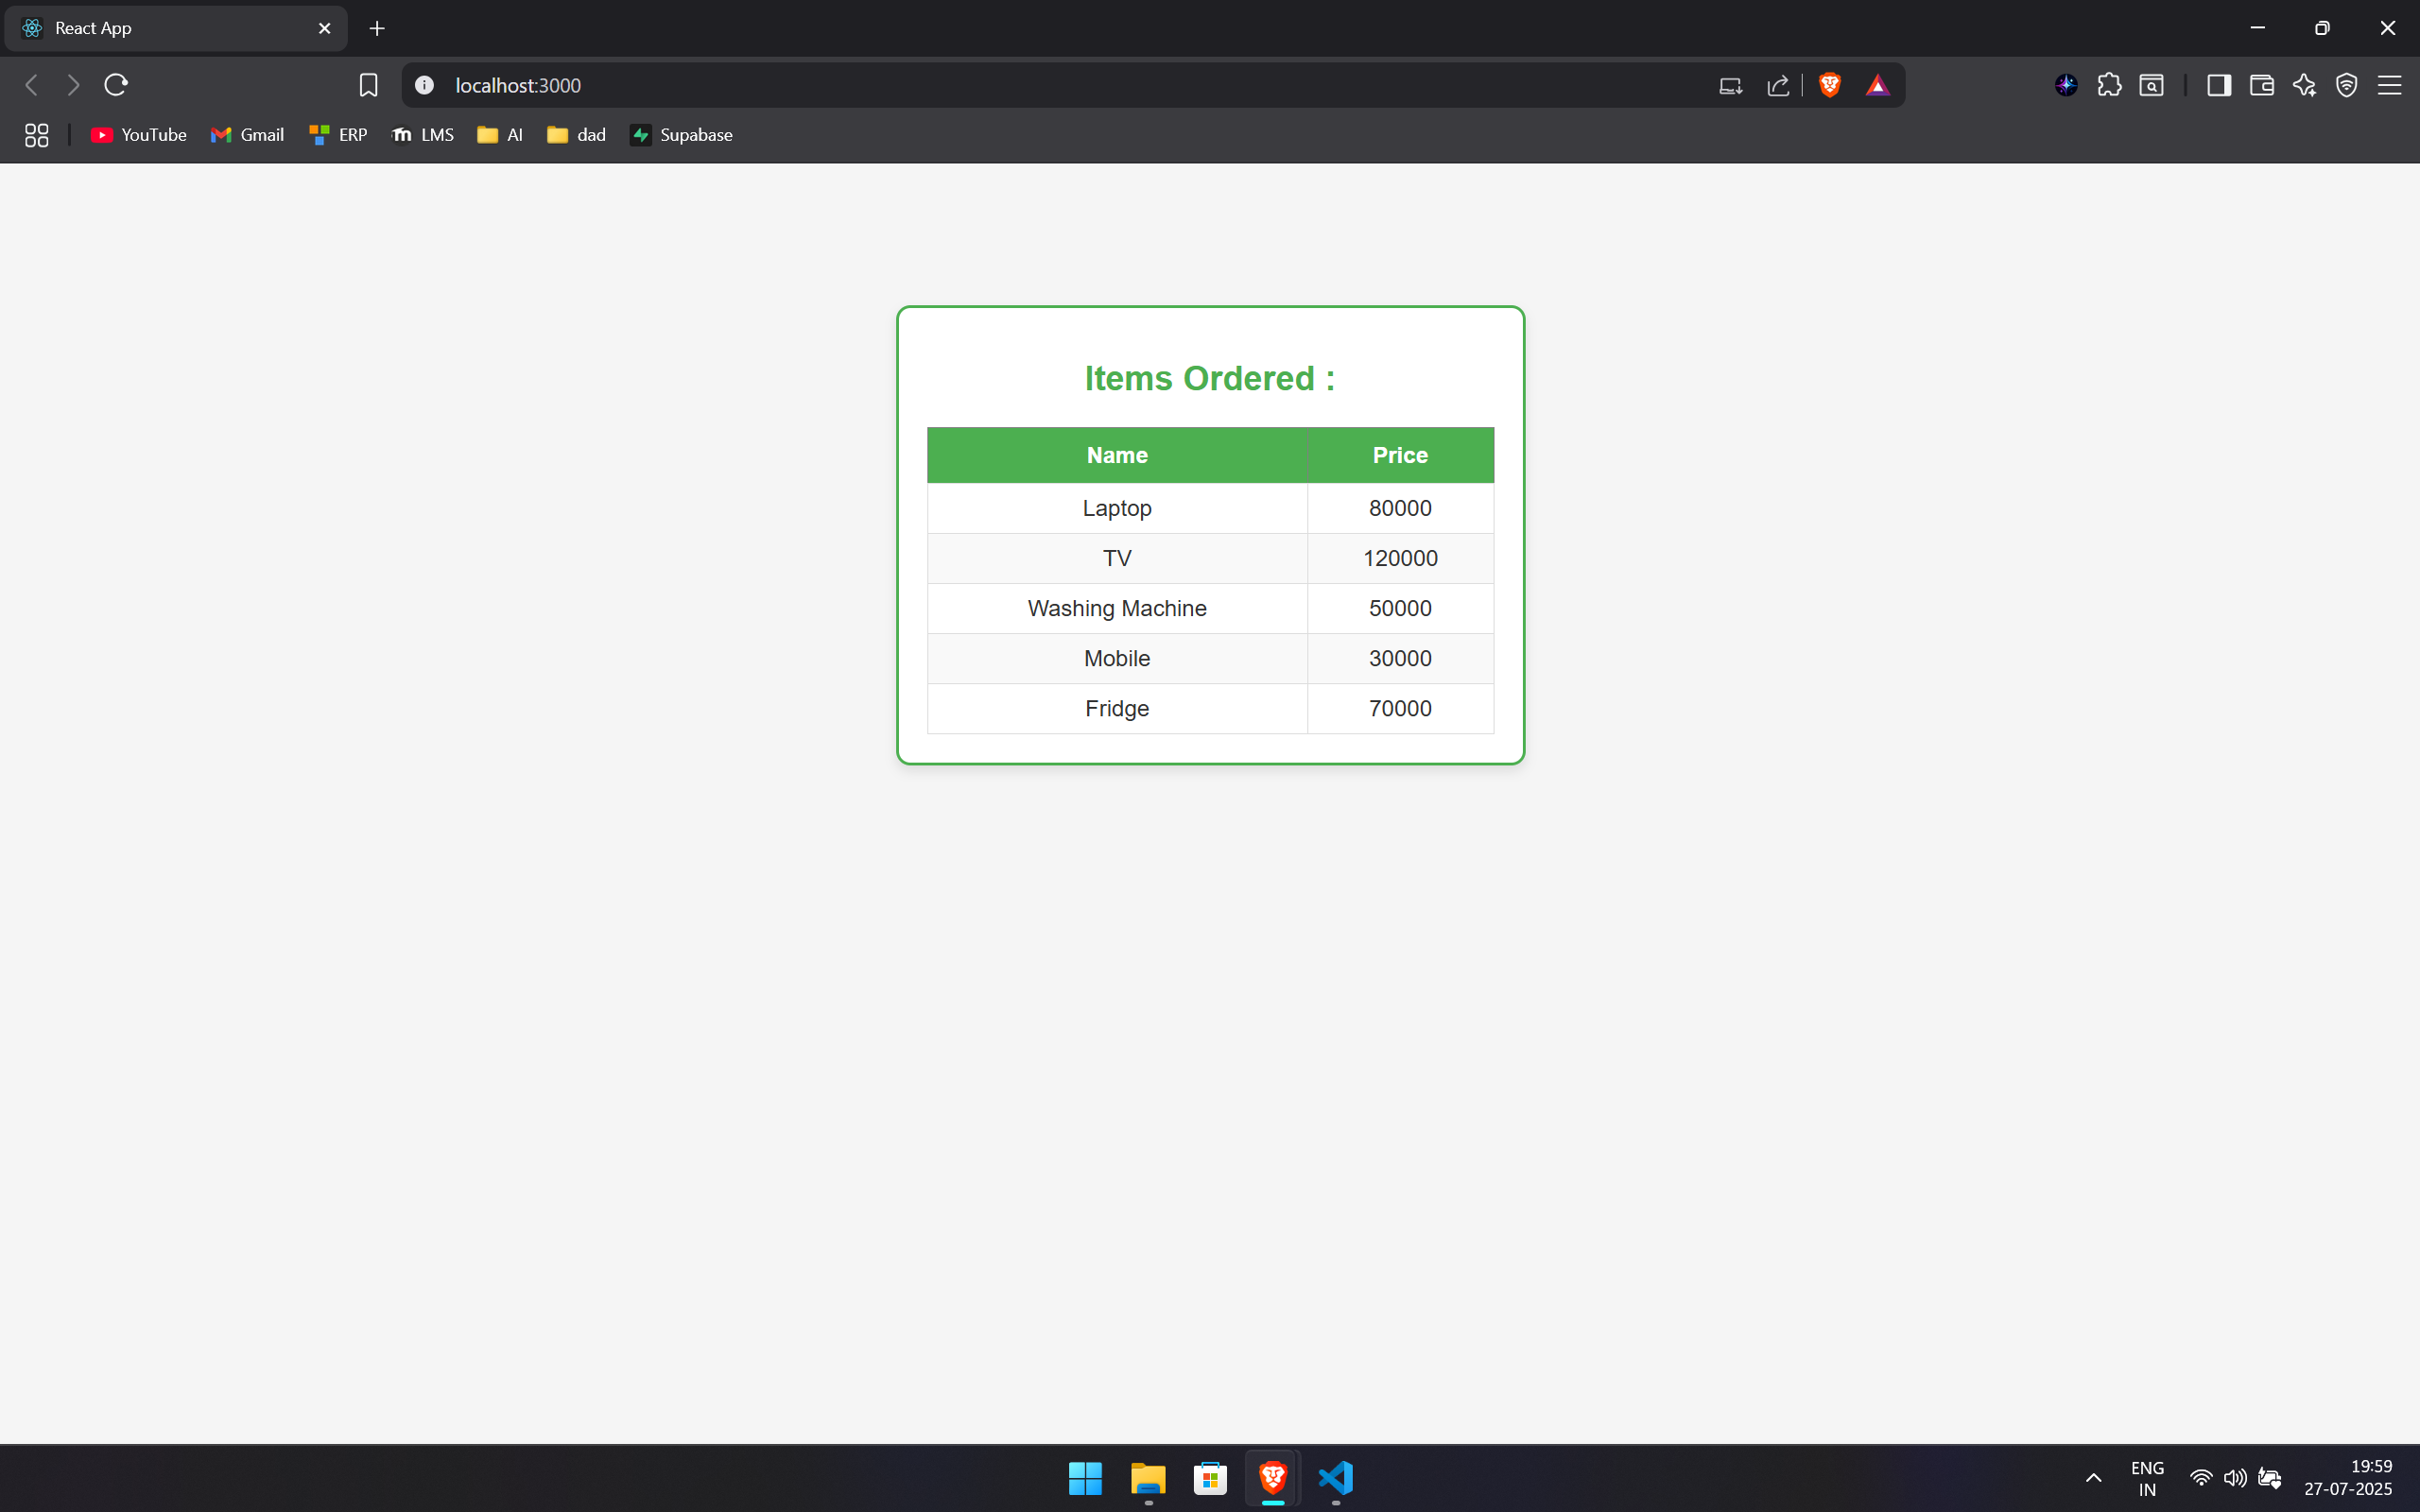 React App
localhost:3000
YouTube Gmail ERP LMS AI dad Supabase
Items Ordered :
Name Price
Laptop 80000
TV 120000
Washing Machine 50000
Mobile 30000
Fridge 70000
ENG 19:59
IN 27-07-2025